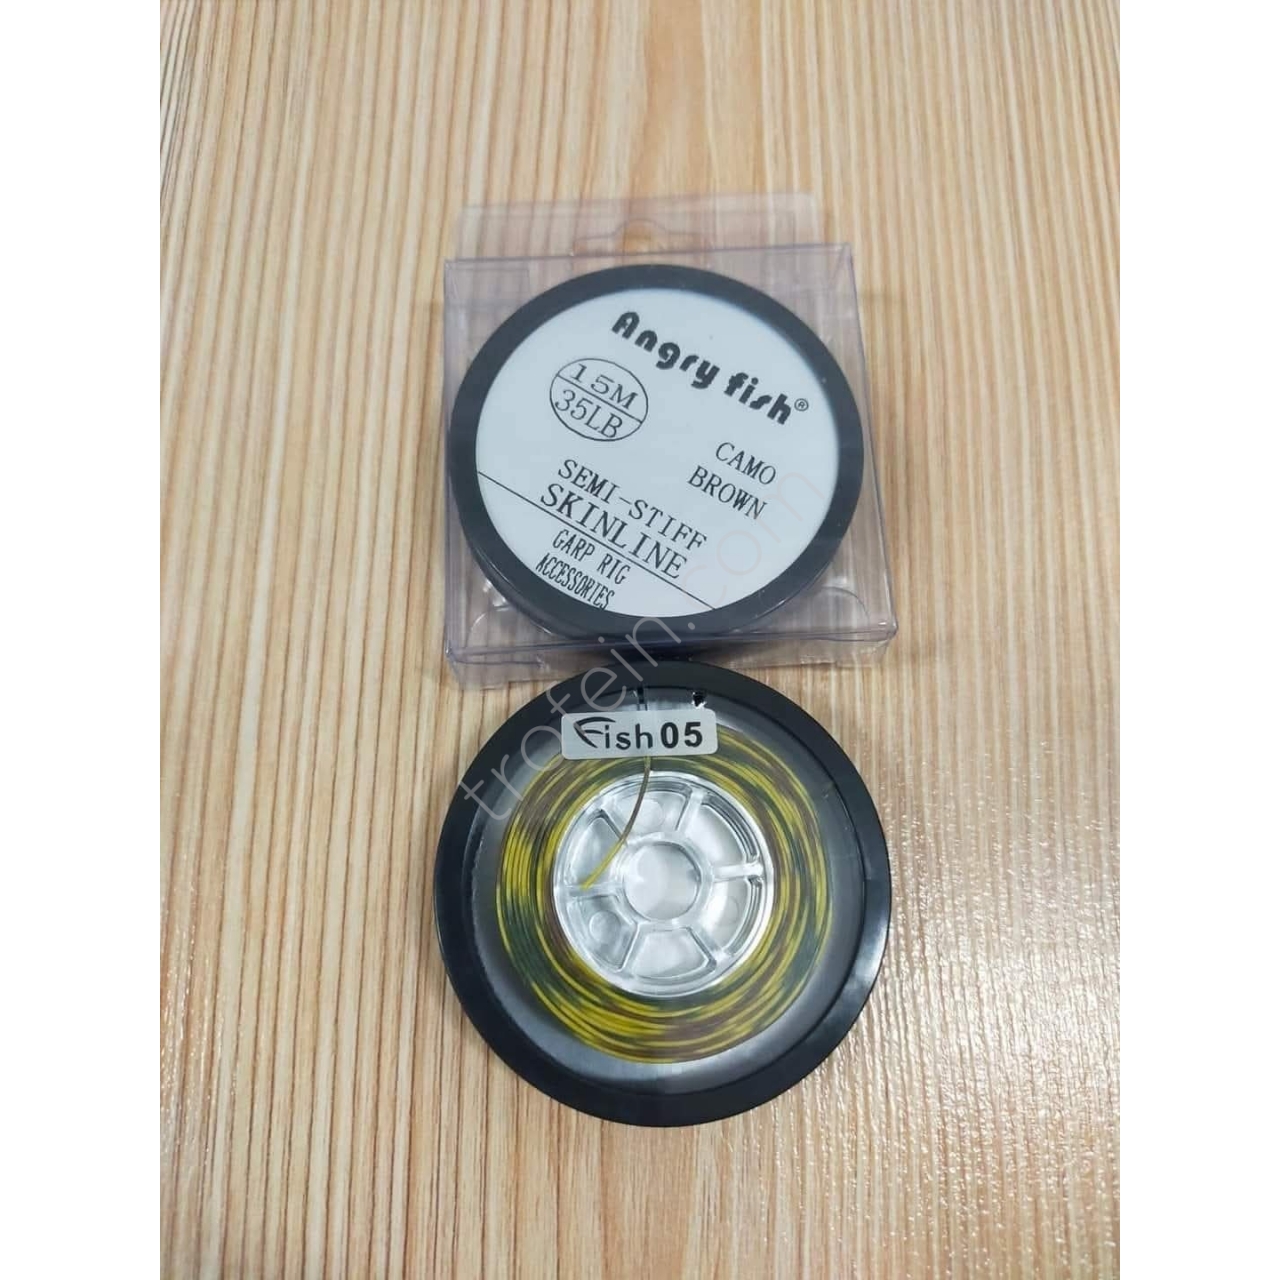 Angry fish®
15M
35LB
CAMO
BROWN
SEMI-STIFF
SKINLINE
GARP RIG
ACCESSORIES
Fish05
trofein.com